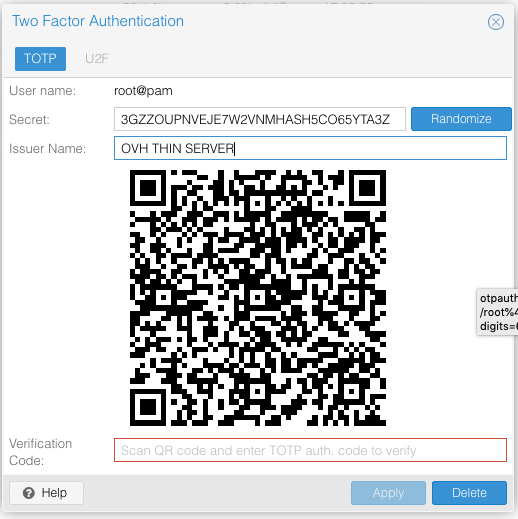 Two Factor Authentication
TOTP U2F
User name: root@pam
Secret: 3GZZOUPNVEJE7W2VNMHASH5CO65YTA3Z Randomize
Issuer Name: OVH THIN SERVER
otpauth
/root%4
digits=6
Verification Code: Scan QR code and enter TOTP auth. code to verify
Help Apply Delete